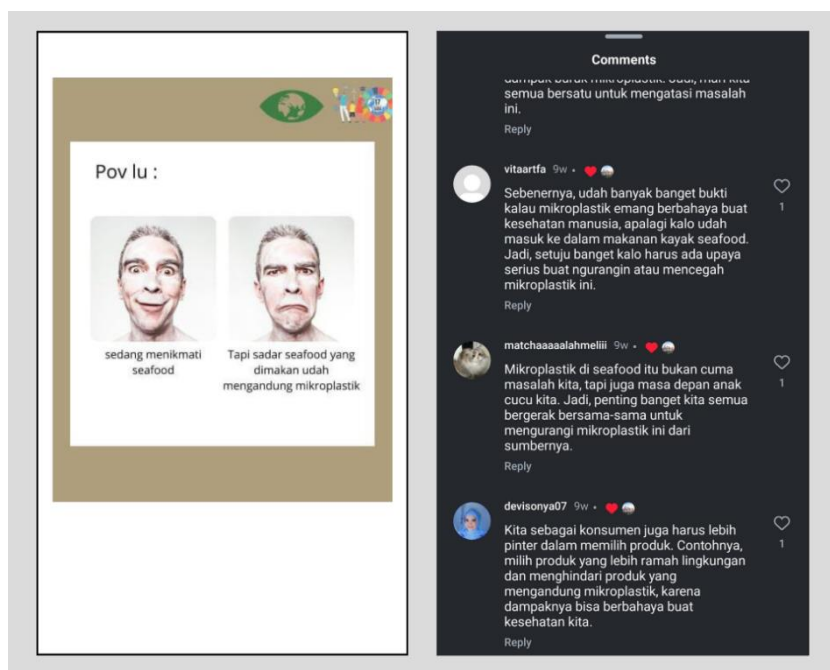 Pov lu :
sedang menikmati
seafood
Tapi sadar seafood yang
dimakan udah
mengandung mikroplastik
Comments
dampak buruk mikroplastik. Jadi, mari kita
semua bersatu untuk mengatasi masalah
ini.
Reply
vitaartfa 9w •
Sebenernya, udah banyak banget bukti
kalau mikroplastik emang berbahaya buat
kesehatan manusia, apalagi kalo udah
masuk ke dalam makanan kayak seafood.
Jadi, setuju banget kalo harus ada upaya
serius buat ngurangin atau mencegah
mikroplastik ini.
1
Reply
matchaaaaalahmeliii 9w •
Mikroplastik di seafood itu bukan cuma
masalah kita, tapi juga masa depan anak
cucu kita. Jadi, penting banget kita semua
bergerak bersama-sama untuk
mengurangi mikroplastik ini dari
sumbernya.
1
Reply
devisonya07 9w •
Kita sebagai konsumen juga harus lebih
pinter dalam memilih produk. Contohnya,
milih produk yang lebih ramah lingkungan
dan menghindari produk yang
mengandung mikroplastik, karena
dampaknya bisa berbahaya buat
kesehatan kita.
1
Reply